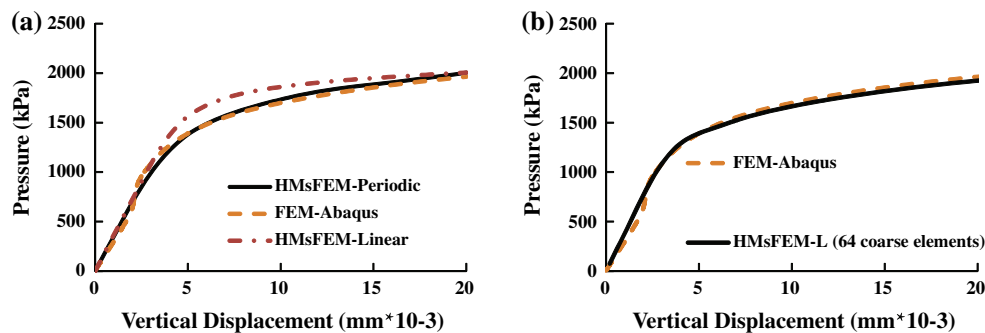 (a)
2500
2000
1500
1000
500
0
Pressure (kPa)
HMsFEM-Periodic
FEM-Abaqus
HMsFEM-Linear
0 5 10 15 20
Vertical Displacement (mm*10-3)
(b)
2500
2000
1500
1000
500
0
Pressure (kPa)
FEM-Abaqus
HMsFEM-L (64 coarse elements)
0 5 10 15 20
Vertical Displacement (mm*10-3)